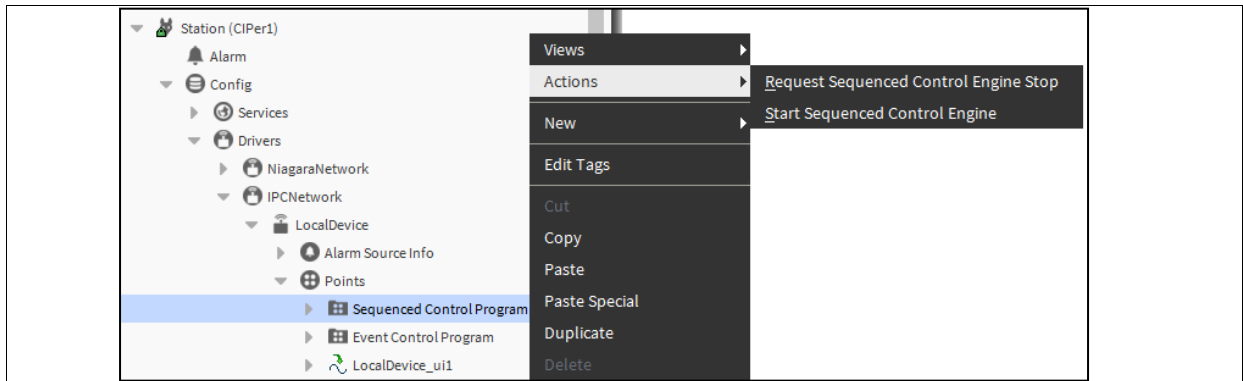 Station (CIPer1)
Alarm
Config
Services
Drivers
NiagaraNetwork
IPCNetwork
LocalDevice
Alarm Source Info
Points
Sequenced Control Program
Event Control Program
LocalDevice_ui1
Views
Actions
New
Edit Tags
Cut
Copy
Paste
Paste Special
Duplicate
Delete
Request Sequenced Control Engine Stop
Start Sequenced Control Engine